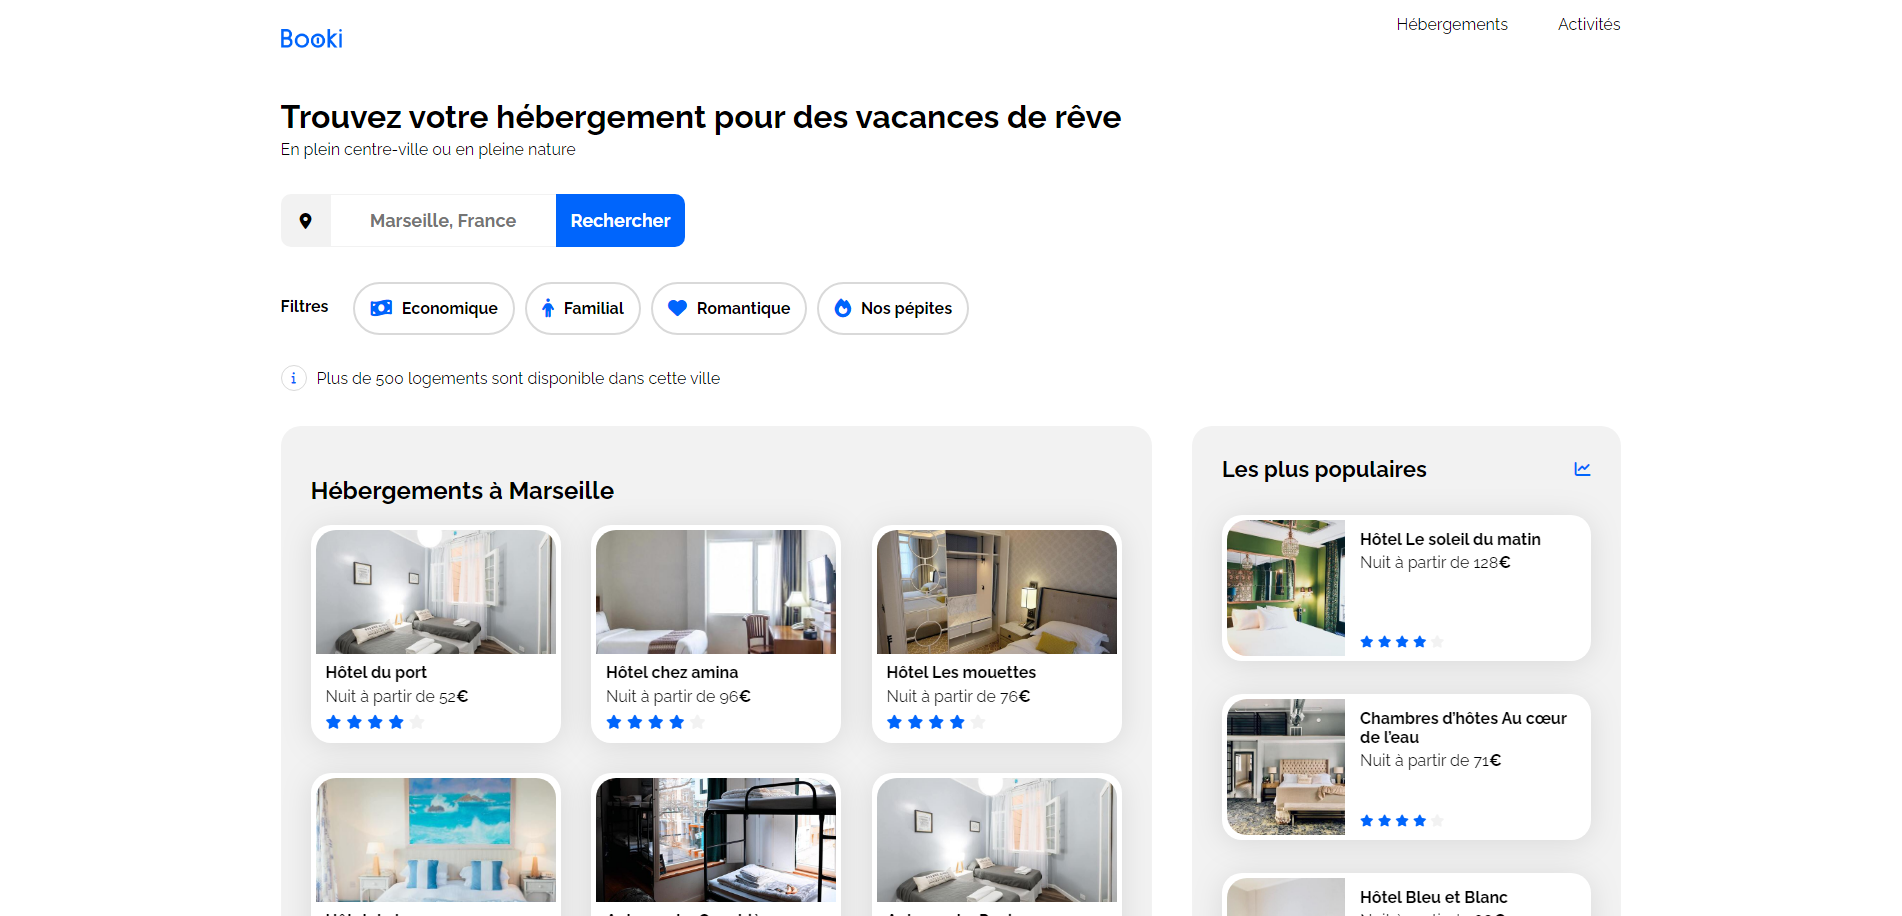 Booki
Hébergements
Activités
Trouvez votre hébergement pour des vacances de rêve
En plein centre-ville ou en pleine nature
Marseille, France
Rechercher
Filtres
Economique
Familial
Romantique
Nos pépites
Plus de 500 logements sont disponible dans cette ville
Hébergements à Marseille
Hôtel du port
Nuit à partir de 52€
Hôtel chez amina
Nuit à partir de 96€
Hôtel Les mouettes
Nuit à partir de 76€
Les plus populaires
Hôtel Le soleil du matin
Nuit à partir de 128€
Chambres d'hôtes Au cœur
de l'eau
Nuit à partir de 71€
Hôtel Bleu et Blanc